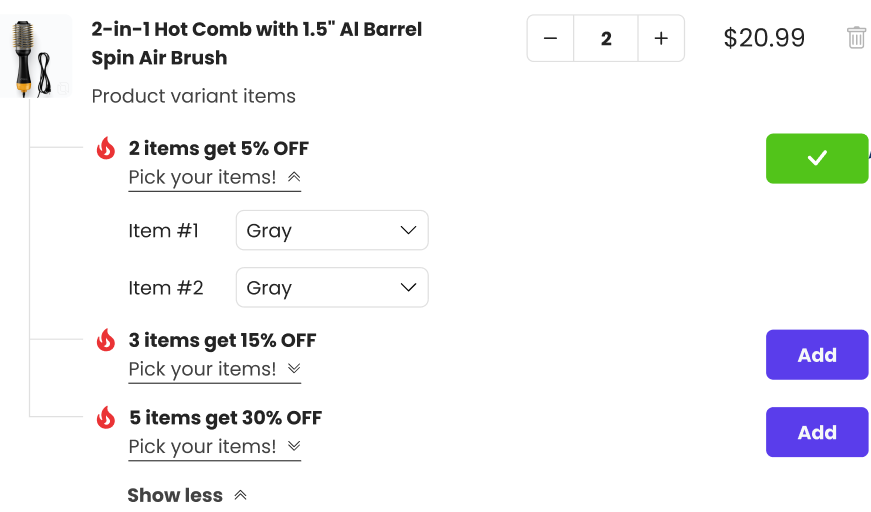 2-in-1 Hot Comb with 1.5" Al Barrel
Spin Air Brush
2
$20.99
Product variant items
2 items get 5% OFF
Pick your items!
Item #1
Gray
Item #2
Gray
3 items get 15% OFF
Pick your items!
Add
5 items get 30% OFF
Pick your items!
Add
Show less